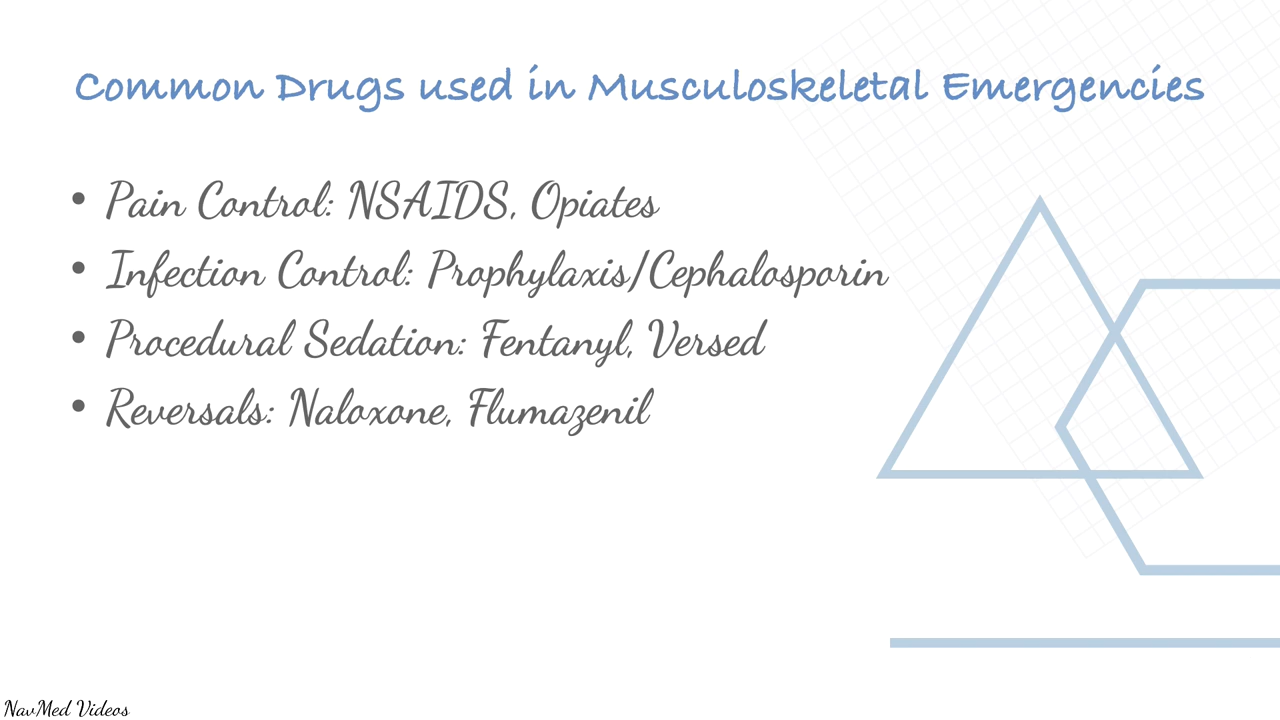 Common Drugs used in Musculoskeletal Emergencies
• Pain Control: NSAIDS, Opiates
• Infection Control: Prophylaxis/Cephalosporin
• Procedural Sedation: Fentanyl, Versed
• Reversals: Naloxone, Flumazenil
NavMed Videos